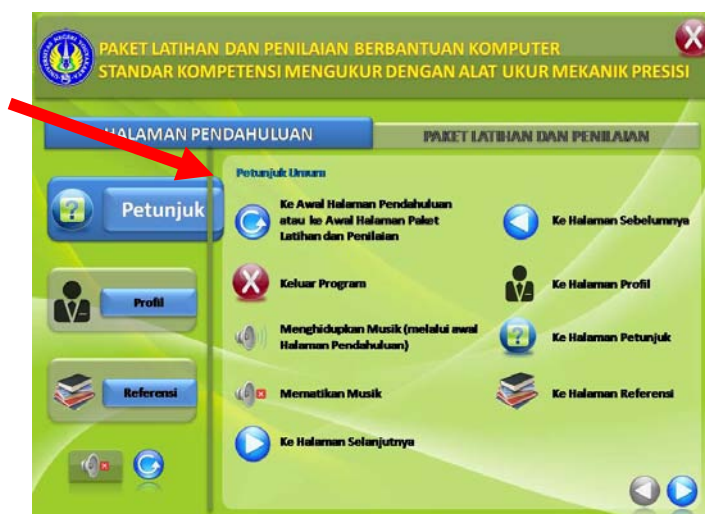 PAKET LATIHAN DAN PENILAIAN BERBANTUAN KOMPUTER
STANDAR KOMPETENSI MENGUKUR DENGAN ALAT UKUR MEKANIK PRESISI
HALAMAN PENDAHULUAN
PAKET LATIHAN DAN PENILAIAN
Petunjuk Umum
Petunjuk
Ke Awal Halaman Pendahuluan
atau ke Awal Halaman Paket
Latihan dan Penilaian
Ke Halaman Sebelumnya
Profil
Keluar Program
Ke Halaman Profil
Menghidupkan Musik (melalui awal
Halaman Pendahuluan)
Ke Halaman Petunjuk
Referensi
Mematikan Musik
Ke Halaman Referensi
Ke Halaman Selanjutnya